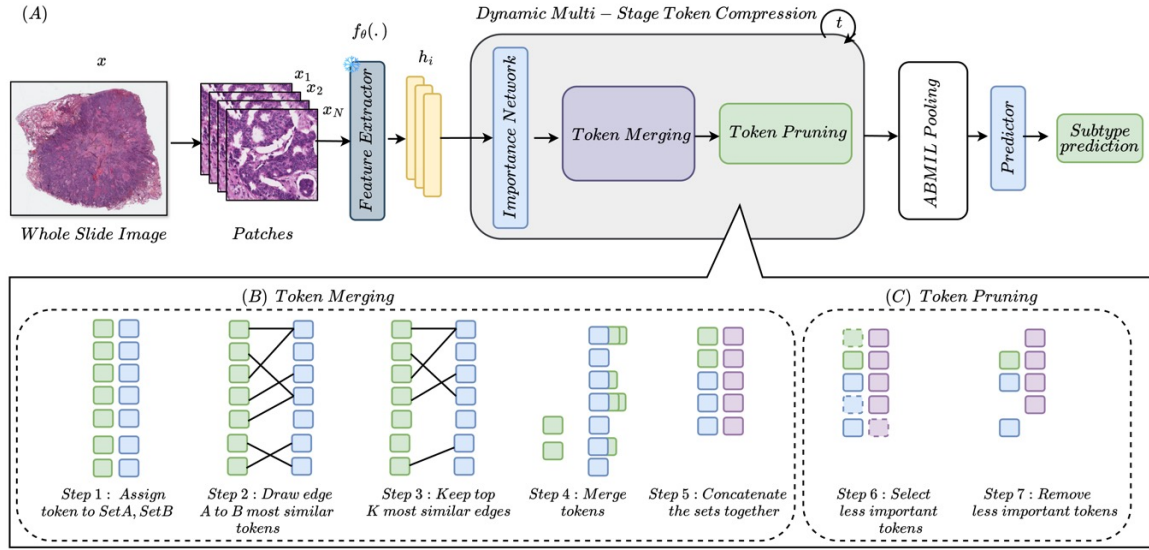 (A)
Dynamic Multi − Stage Token Compression
t
x
x1
x2
xN
fθ(.)
hi
Feature Extractor
Importance Network
Token Merging
Token Pruning
ABMIL Pooling
Predictor
Subtype
prediction
Whole Slide Image
Patches
(B) Token Merging
(C) Token Pruning
Step 1 : Assign
token to SetA, SetB
Step 2 : Draw edge
A to B most similar
tokens
Step 3 : Keep top
K most similar edges
Step 4 : Merge
tokens
Step 5 : Concatenate
the sets together
Step 6 : Select
less important
tokens
Step 7 : Remove
less important tokens